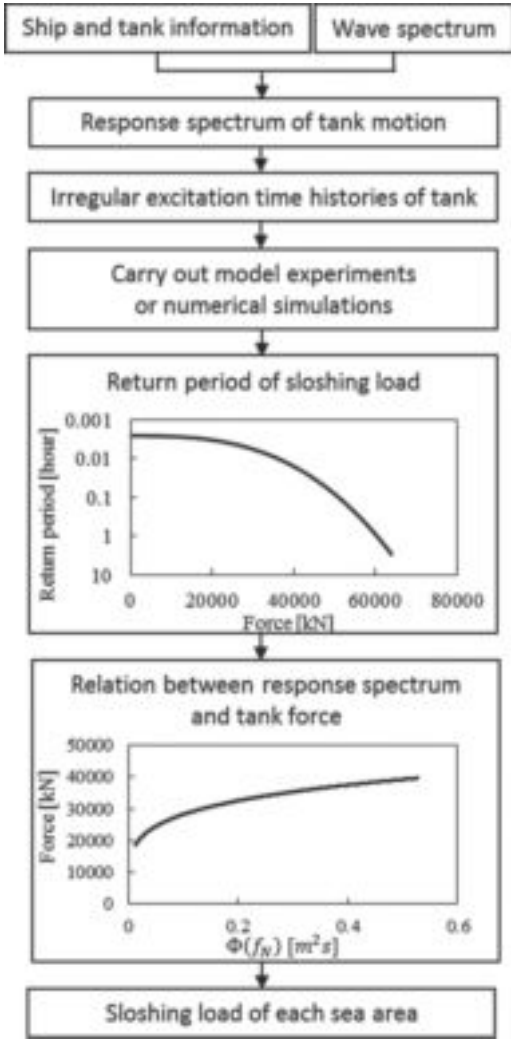 Ship and tank information
Wave spectrum
Response spectrum of tank motion
Irregular excitation time histories of tank
Carry out model experiments
or numerical simulations
Return period of sloshing load
Return period [hour]
0.001
0.01
0.1
1
10
0 20000 40000 60000 80000
Force [kN]
Relation between response spectrum
and tank force
Force [kN]
50000
40000
30000
20000
10000
0
0 0.2 0.4 0.6
Φ(f_N) [m²s]
Sloshing load of each sea area